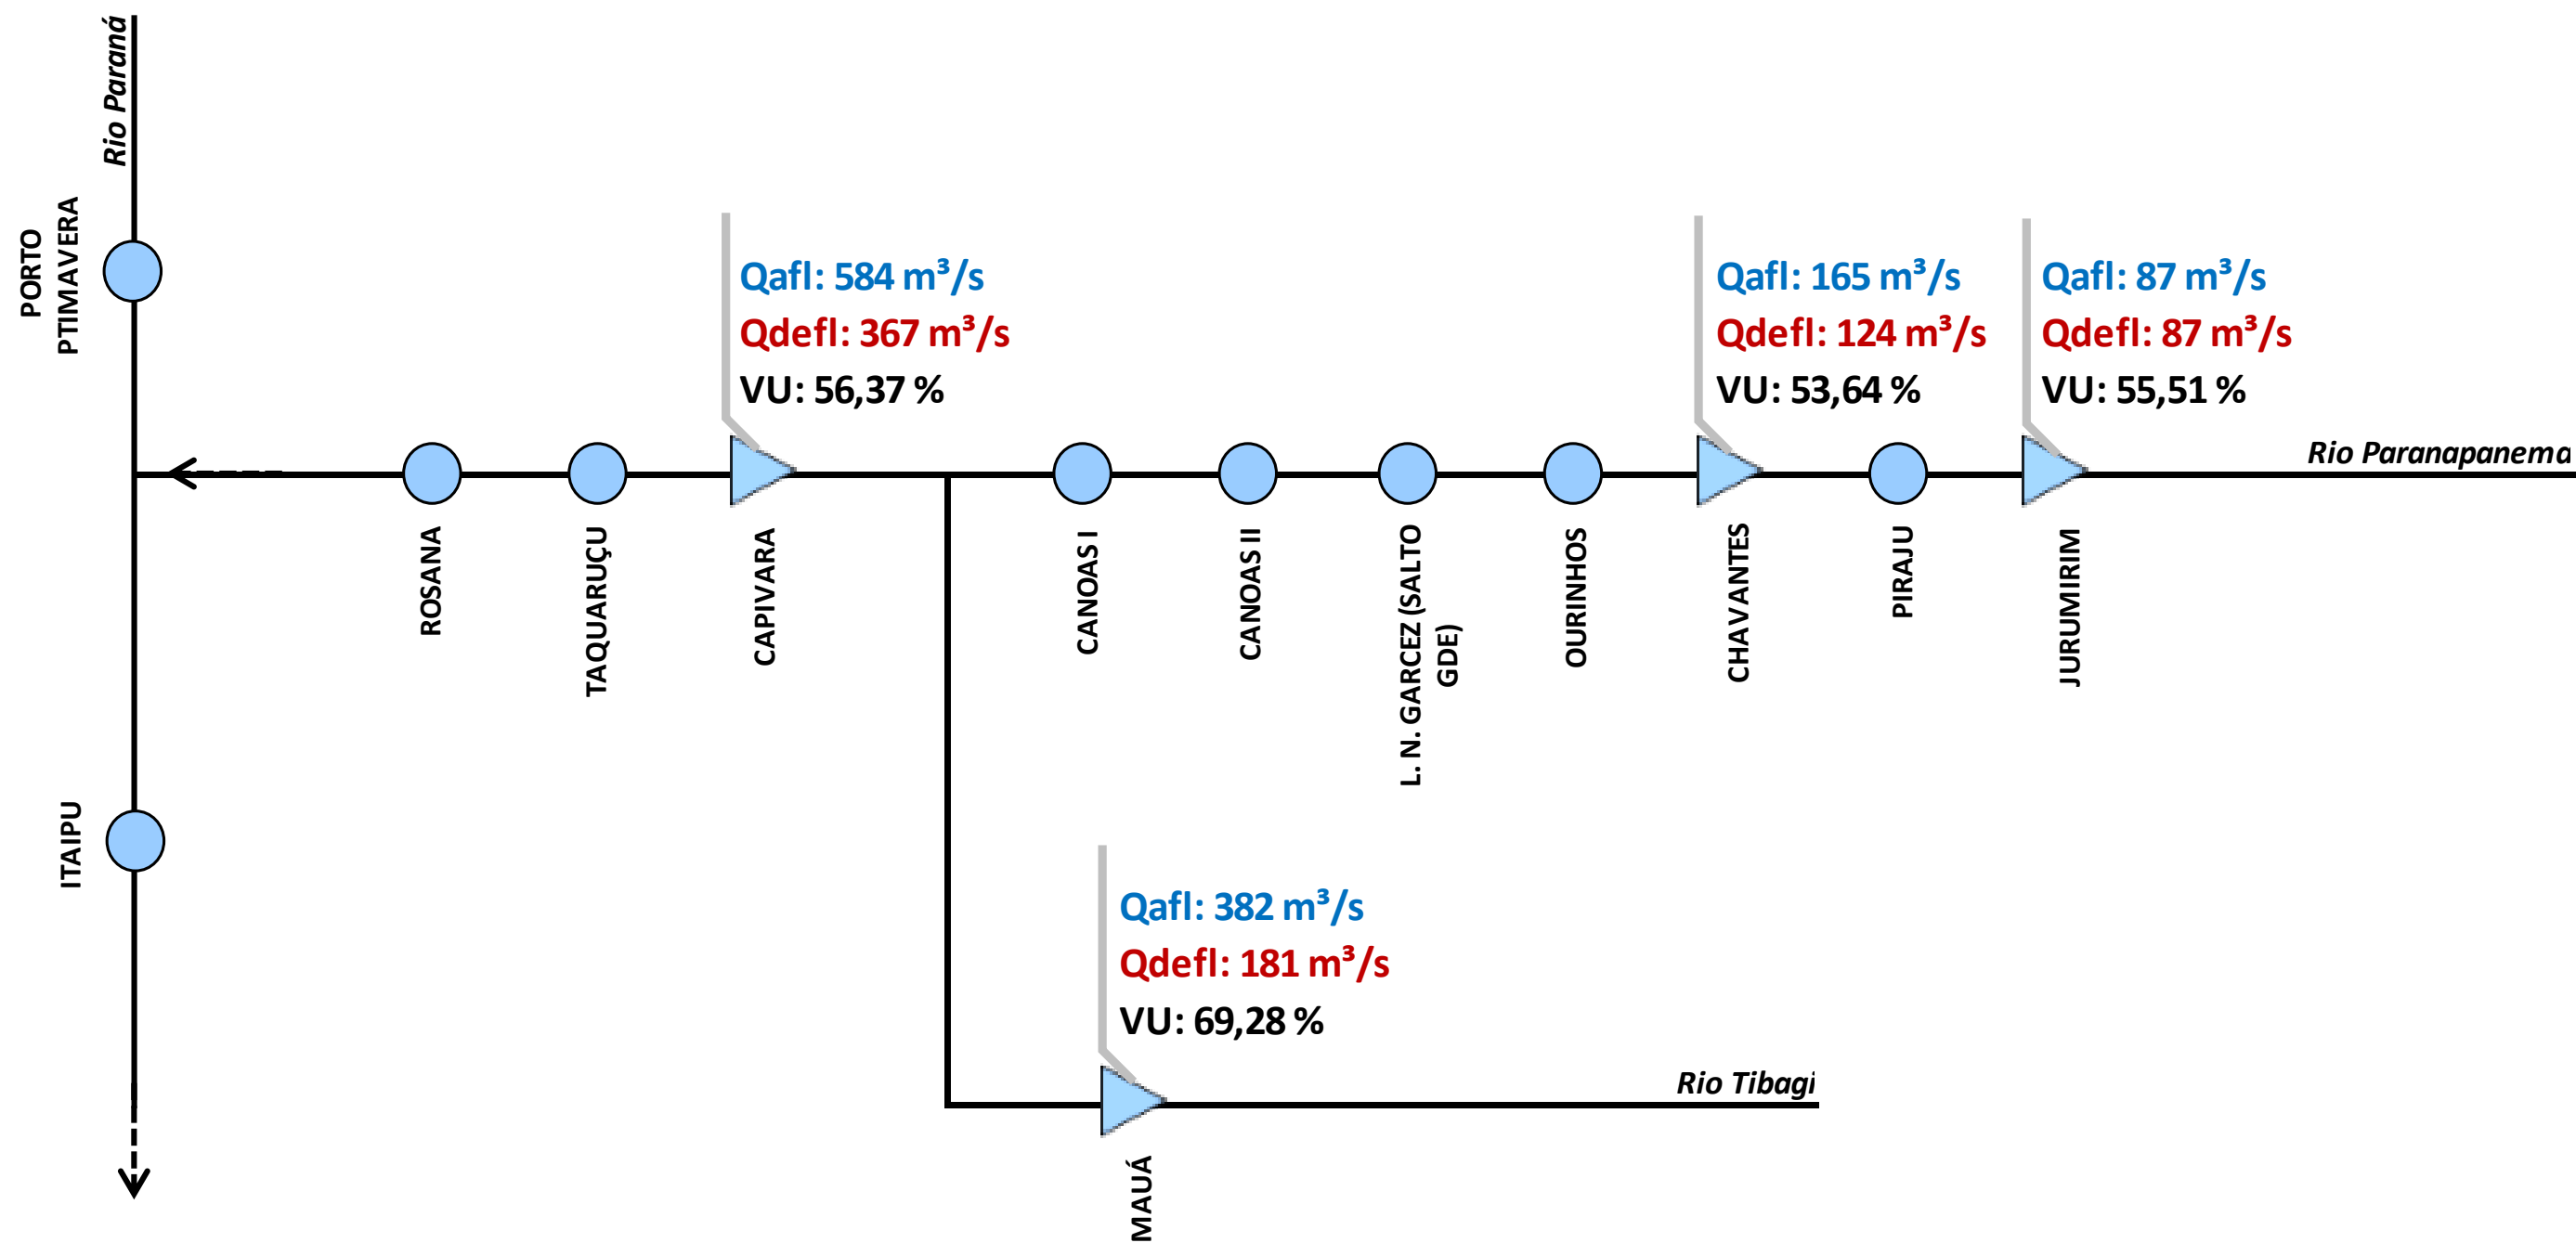 Rio Paraná
PORTO
PTIMAVERA
Qafl: 584 m³/s
Qdefl: 367 m³/s
VU: 56,37 %
Qafl: 165 m³/s
Qdefl: 124 m³/s
VU: 53,64 %
Qafl: 87 m³/s
Qdefl: 87 m³/s
VU: 55,51 %
Rio Paranapanema
ROSANA
TAQUARUÇU
CAPIVARA
CANOAS I
CANOAS II
L. N. GARCEZ (SALTO
GDE)
OURINHOS
CHAVANTES
PIRAJU
JURUMIRIM
ITAIPU
Qafl: 382 m³/s
Qdefl: 181 m³/s
VU: 69,28 %
Rio Tibagi
MAUÁ